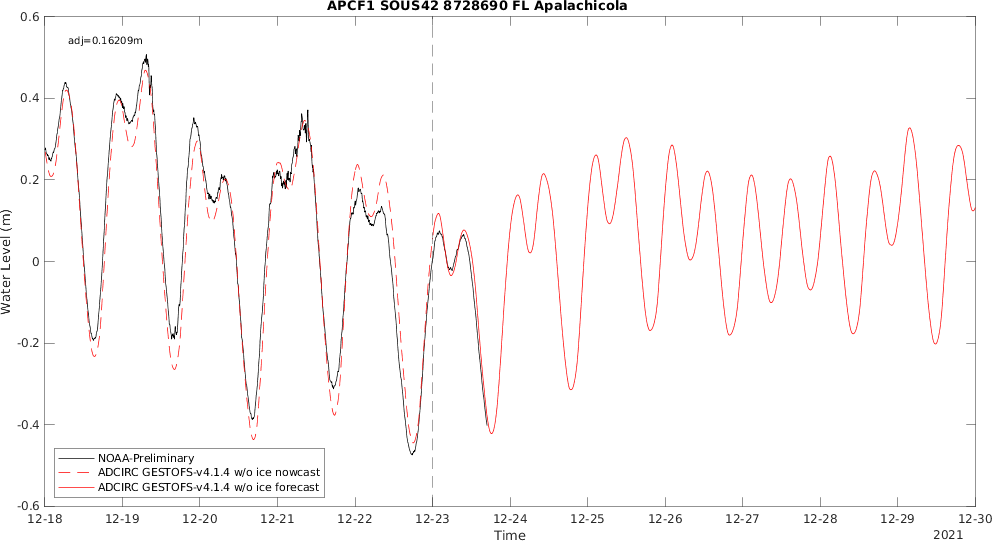 APCF1 SOUS42 8728690 FL Apalachicola
adj=0.16209m
0.6
0.4
0.2
0
-0.2
-0.4
-0.6
Water Level (m)
NOAA-Preliminary
ADCIRC GESTOFS-v4.1.4 w/o ice nowcast
ADCIRC GESTOFS-v4.1.4 w/o ice forecast
12-18 12-19 12-20 12-21 12-22 12-23 12-24 12-25 12-26 12-27 12-28 12-29 12-30
Time
2021